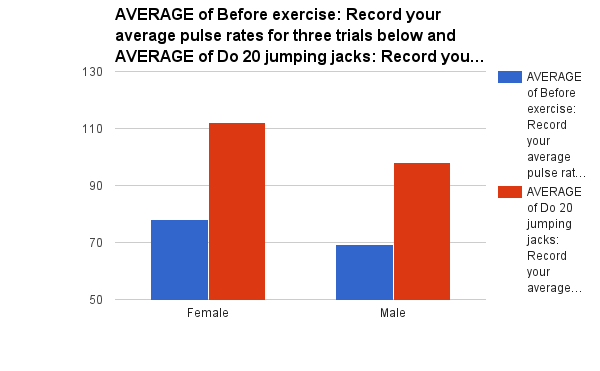 AVERAGE of Before exercise: Record your
average pulse rates for three trials below and
AVERAGE of Do 20 jumping jacks: Record you...
130
110
90
70
50
Female
Male
AVERAGE
of Before
exercise:
Record
your
average
pulse rat...
AVERAGE
of Do 20
jumping
jacks:
Record
your
average...